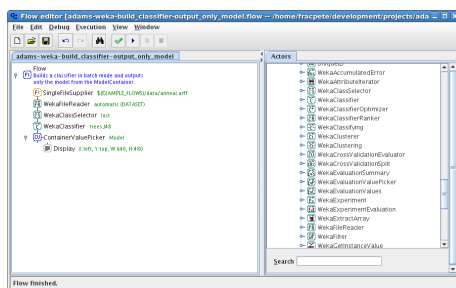 Flow editor [adams-weka-build_classifier-output_only_model.flow -- /home/fracpete/development/projects/ada
File Edit Debug Execution View Window
adams-weka-build_classifier-output_only_model
Flow
Builds a classifier in batch mode and outputs
only the model from the ModelContainer.
SingleFileSupplier ${EXAMPLE_FLOWS}/data/anneal.arff
WekaFileReader automatic (DATASET)
WekaClassSelector last
WekaClassifier trees.J48
ContainerValuePicker Model
Display X:left, Y:top, W:640, H:480
Actors
WekaAccumulatedError
WekaAttributeIterator
WekaClassSelector
WekaClassifier
WekaClassifierOptimizer
WekaClassifierRanker
WekaClassifying
WekaClusterer
WekaClustering
WekaCrossValidationEvaluator
WekaCrossValidationSplit
WekaEvaluationSummary
WekaEvaluationValuePicker
WekaEvaluationValues
WekaExperiment
WekaExperimentEvaluation
WekaExtractArray
WekaFileReader
WekaFilter
WekaGetInstanceValue
Search
Flow finished.